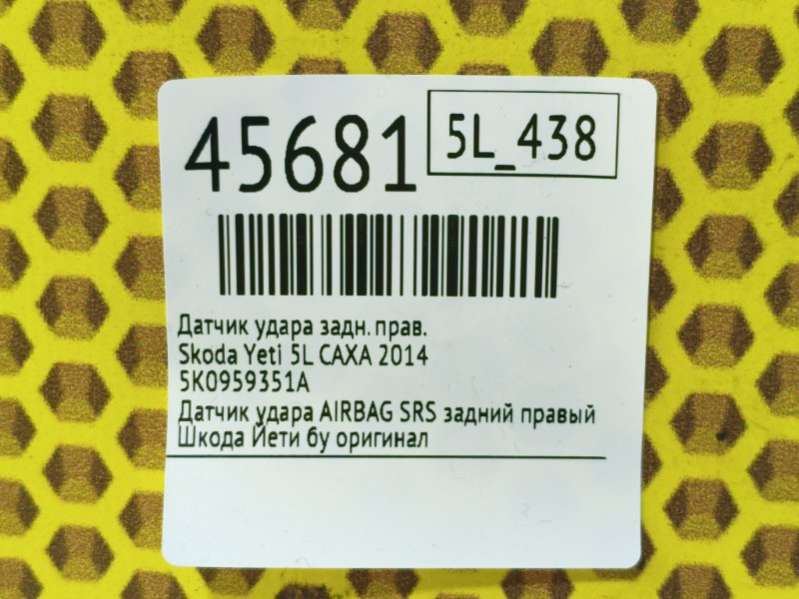 45681
5L_438
Датчик удара задн. прав.
Skoda Yeti 5L CAXA 2014
5K0959351A
Датчик удара AIRBAG SRS задний правый
Шкода Йети бу оригинал